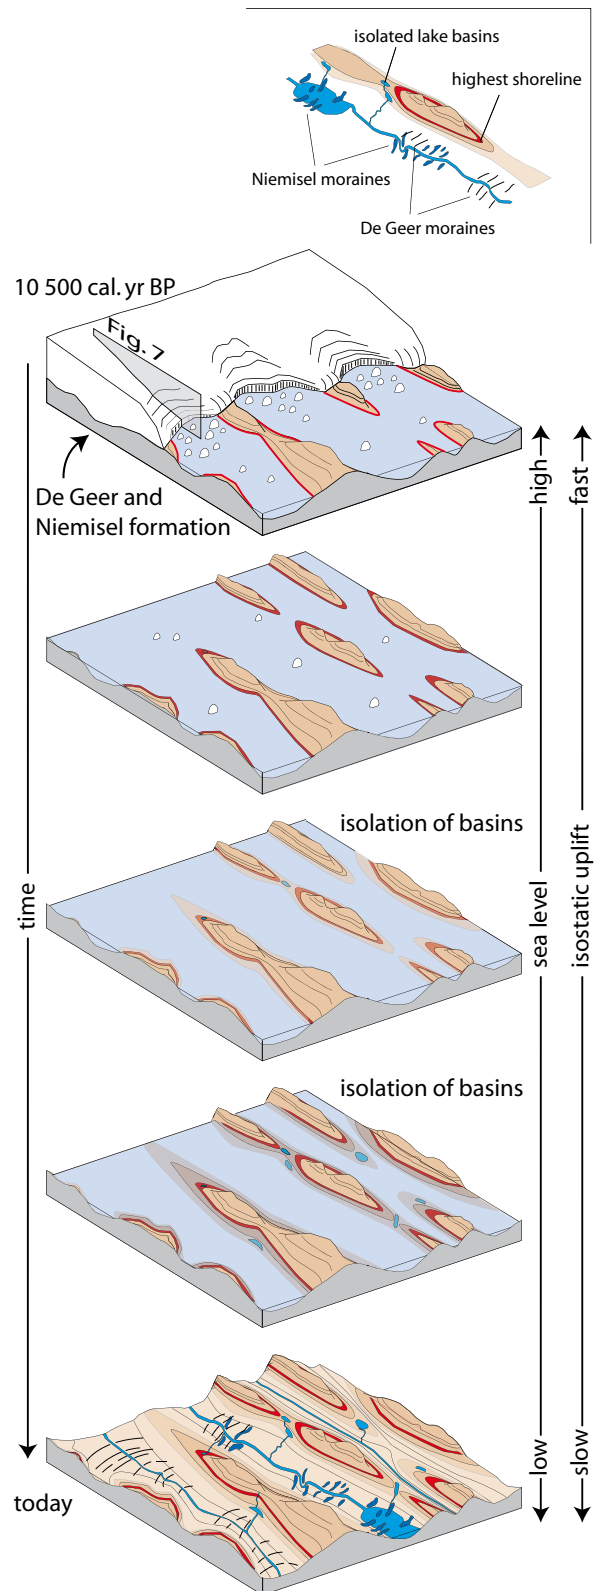 isolated lake basins
highest shoreline
Niemisel moraines
De Geer moraines
10 500 cal. yr BP
Fig. 7
De Geer and
Niemisel formation
high
fast
isolation of basins
time
sea level
isostatic uplift
isolation of basins
low
slow
today